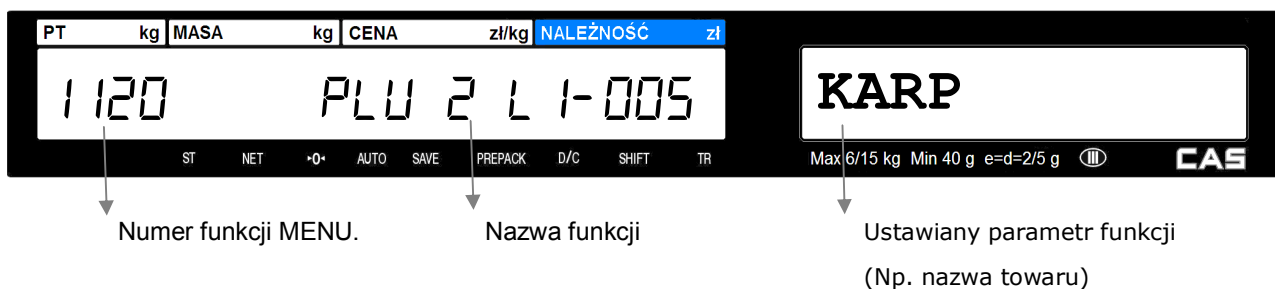 PT kg MASA kg CENA zł/kg NALEŻNOŚĆ zł
1120 PLU 2 L 1-005 KARP
ST NET ▸0◂ AUTO SAVE PREPACK D/C SHIFT TR Max 6/15 kg Min 40 g e=d=2/5 g III CAS
Numer funkcji MENU. Nazwa funkcji Ustawiany parametr funkcji
(Np. nazwa towaru)